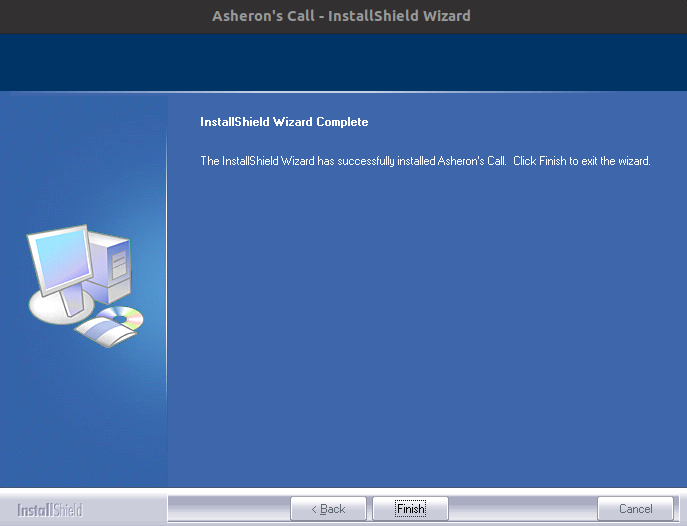 Asheron's Call - InstallShield Wizard
InstallShield Wizard Complete
The InstallShield Wizard has successfully installed Asheron's Call.  Click Finish to exit the wizard.
InstallShield
< Back
Finish
Cancel